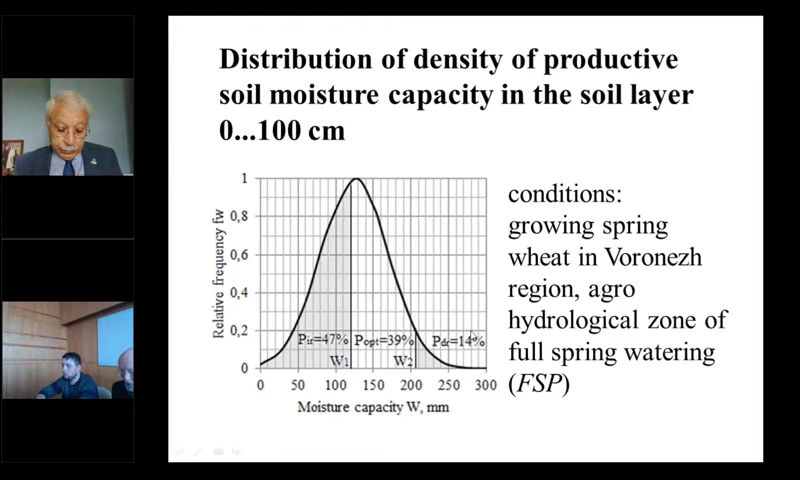 Distribution of density of productive
soil moisture capacity in the soil layer
0...100 cm
conditions:
growing spring
wheat in Voronezh
region, agro
hydrological zone of
full spring watering
(FSP)
Relative frequency fw
1
0,8
0,6
0,4
0,2
0
Pir=47% Popt=39% Pdr=14%
W1 W2
0 50 100 150 200 250 300
Moisture capacity W, mm